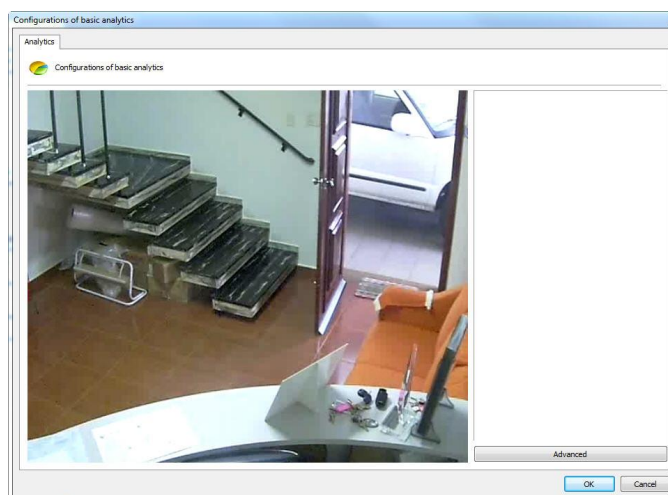 Configurations of basic analytics
Analytics
Configurations of basic analytics
Advanced
OK
Cancel